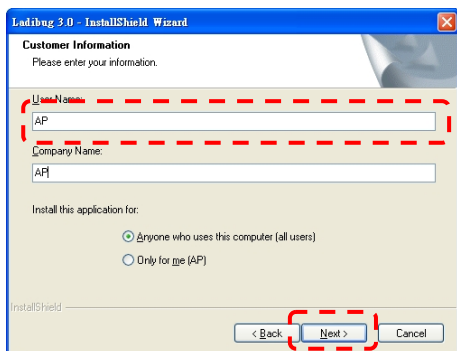 Ladibug 3.0 - InstallShield Wizard
Customer Information
Please enter your information.
User Name:
AP
Company Name:
AP
Install this application for:
Anyone who uses this computer (all users)
Only for me (AP)
InstallShield
< Back
Next >
Cancel